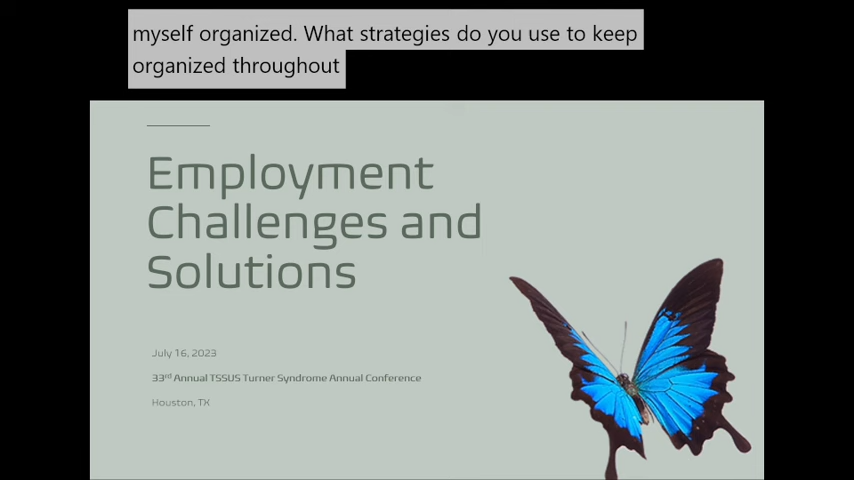 myself organized. What strategies do you use to keep
organized throughout
Employment
Challenges and
Solutions
July 16, 2023
33rd Annual TSSUS Turner Syndrome Annual Conference
Houston, TX